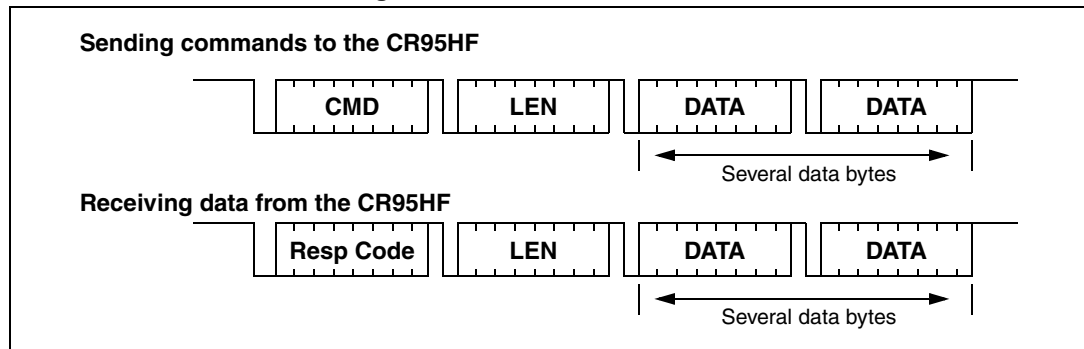 Sending commands to the CR95HF
CMD LEN DATA DATA
Several data bytes
Receiving data from the CR95HF
Resp Code LEN DATA DATA
Several data bytes